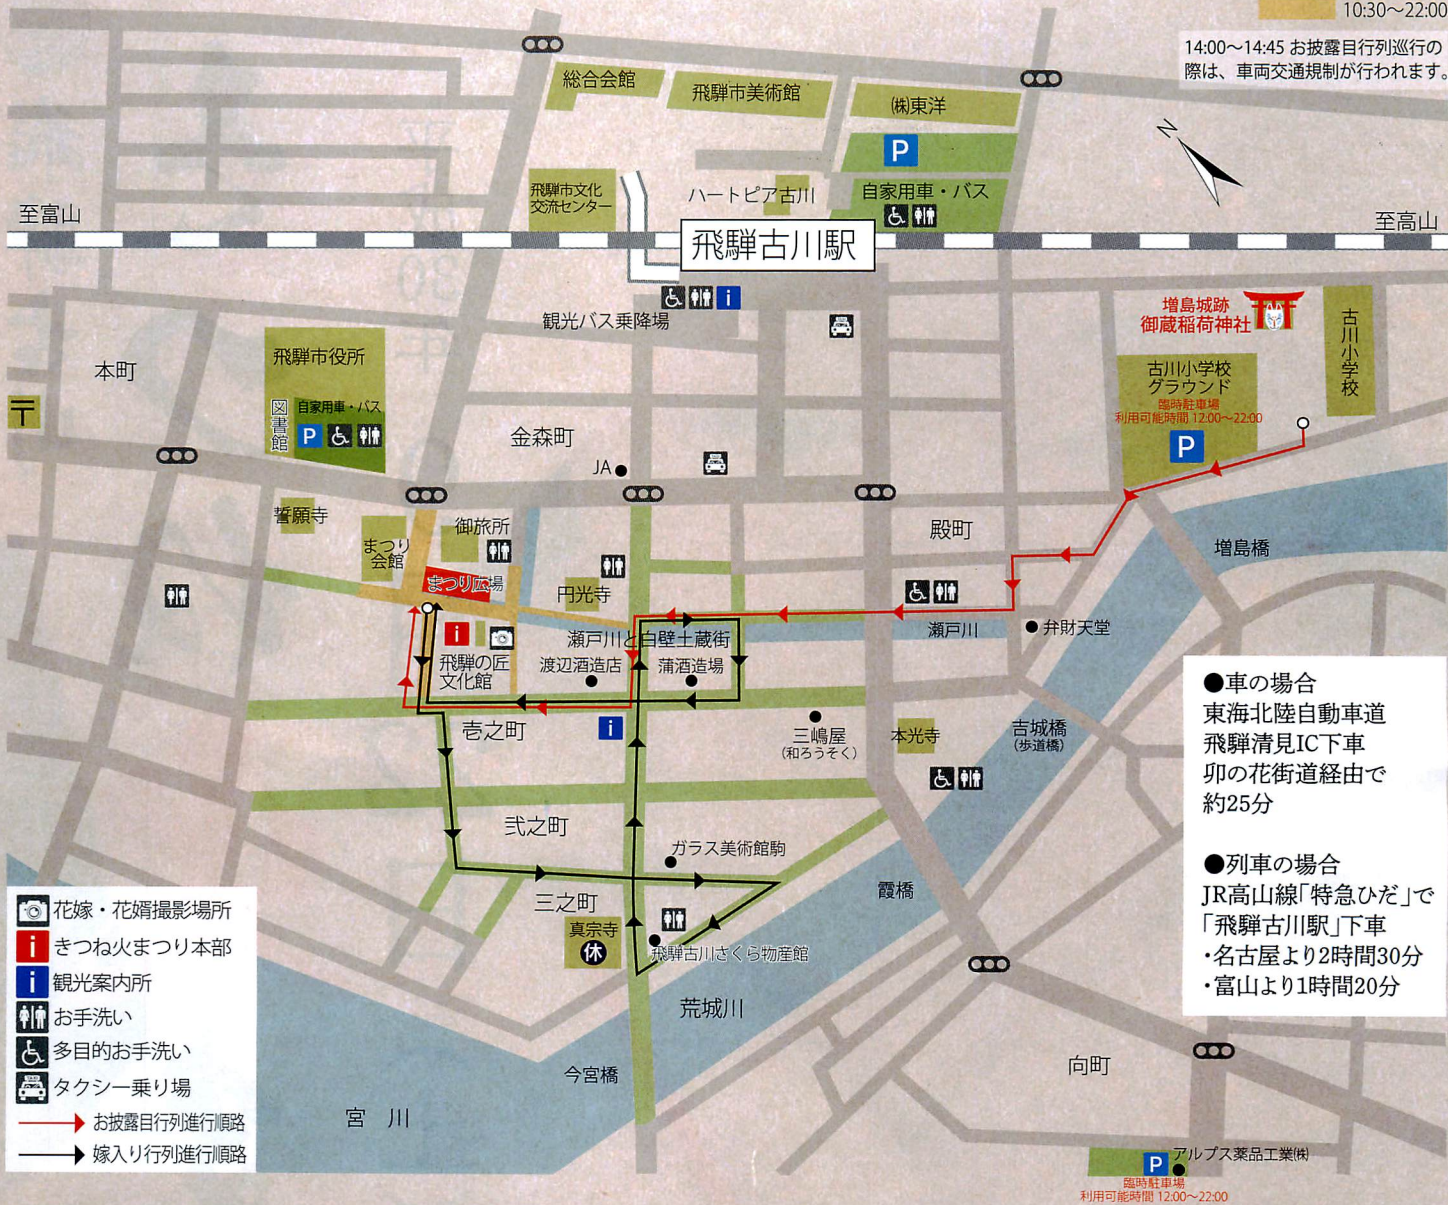 10:30〜22:00
14:00〜14:45 お披露目行列巡行の
際は、車両交通規制が行われます。
総合会館
飛騨市美術館
㈱東洋
P
N
飛騨市文化
交流センター
ハートピア古川
自家用車・バス
至富山
至高山
飛騨古川駅
i
観光バス乗降場
増島城跡
御蔵稲荷神社
古川小学校
飛騨市役所
本町
〒
図書館
自家用車・バス
P
古川小学校
グラウンド
臨時駐車場
利用可能時間 12:00〜22:00
P
金森町
JA
誓願寺
まつり
会館
御旅所
まつり広場
円光寺
殿町
増島橋
i
飛騨の匠
文化館
瀬戸川と白壁土蔵街
渡辺酒造店
蒲酒造場
瀬戸川
弁財天堂
壱之町
i
三嶋屋
(和ろうそく)
本光寺
吉城橋
(歩道橋)
弐之町
ガラス美術館駒
三之町
霞橋
真宗寺
休
飛騨古川さくら物産館
荒城川
今宮橋
宮 川
向町
P
アルプス薬品工業㈱
臨時駐車場
利用可能時間 12:00〜22:00
●車の場合
東海北陸自動車道
飛騨清見IC下車
卯の花街道経由で
約25分
●列車の場合
JR高山線「特急ひだ」で
「飛騨古川駅」下車
・名古屋より2時間30分
・富山より1時間20分
花嫁・花婿撮影場所
i きつね火まつり本部
i 観光案内所
お手洗い
多目的お手洗い
タクシー乗り場
お披露目行列進行順路
嫁入り行列進行順路